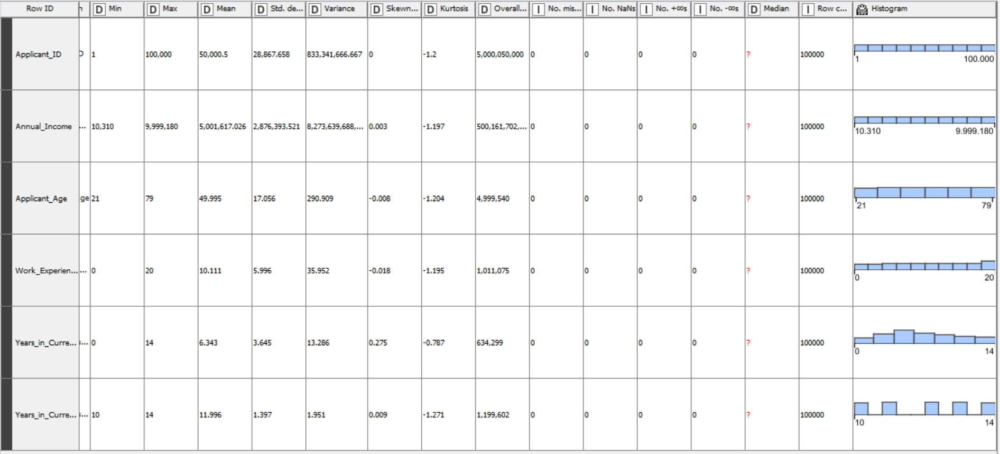 Row ID D Min D Max D Mean D Std. de... D Variance D Skewn... D Kurtosis D Overall... I No. mis... I No. NaNs I No. +∞s I No. -∞s D Median I Row c... Histogram
Applicant_ID 1 100,000 50,000.5 28,867.658 833,341,666.667 0 -1.2 5,000,050,000 0 0 0 0 ? 100000
1 100.000
Annual_Income ... 10,310 9,999,180 5,001,617.026 2,876,393.521 8,273,639,688,... 0.003 -1.197 500,161,702,... 0 0 0 0 ? 100000
10.310 9.999.180
Applicant_Age ge 21 79 49.995 17.056 290.909 -0.008 -1.204 4,999,540 0 0 0 0 ? 100000
21 79
Work_Experien... ... 0 20 10.111 5.996 35.952 -0.018 -1.195 1,011,075 0 0 0 0 ? 100000
0 20
Years_in_Curre... ... 0 14 6.343 3.645 13.286 0.275 -0.787 634,299 0 0 0 0 ? 100000
0 14
Years_in_Curre... ... 10 14 11.996 1.397 1.951 0.009 -1.271 1,199,602 0 0 0 0 ? 100000
10 14